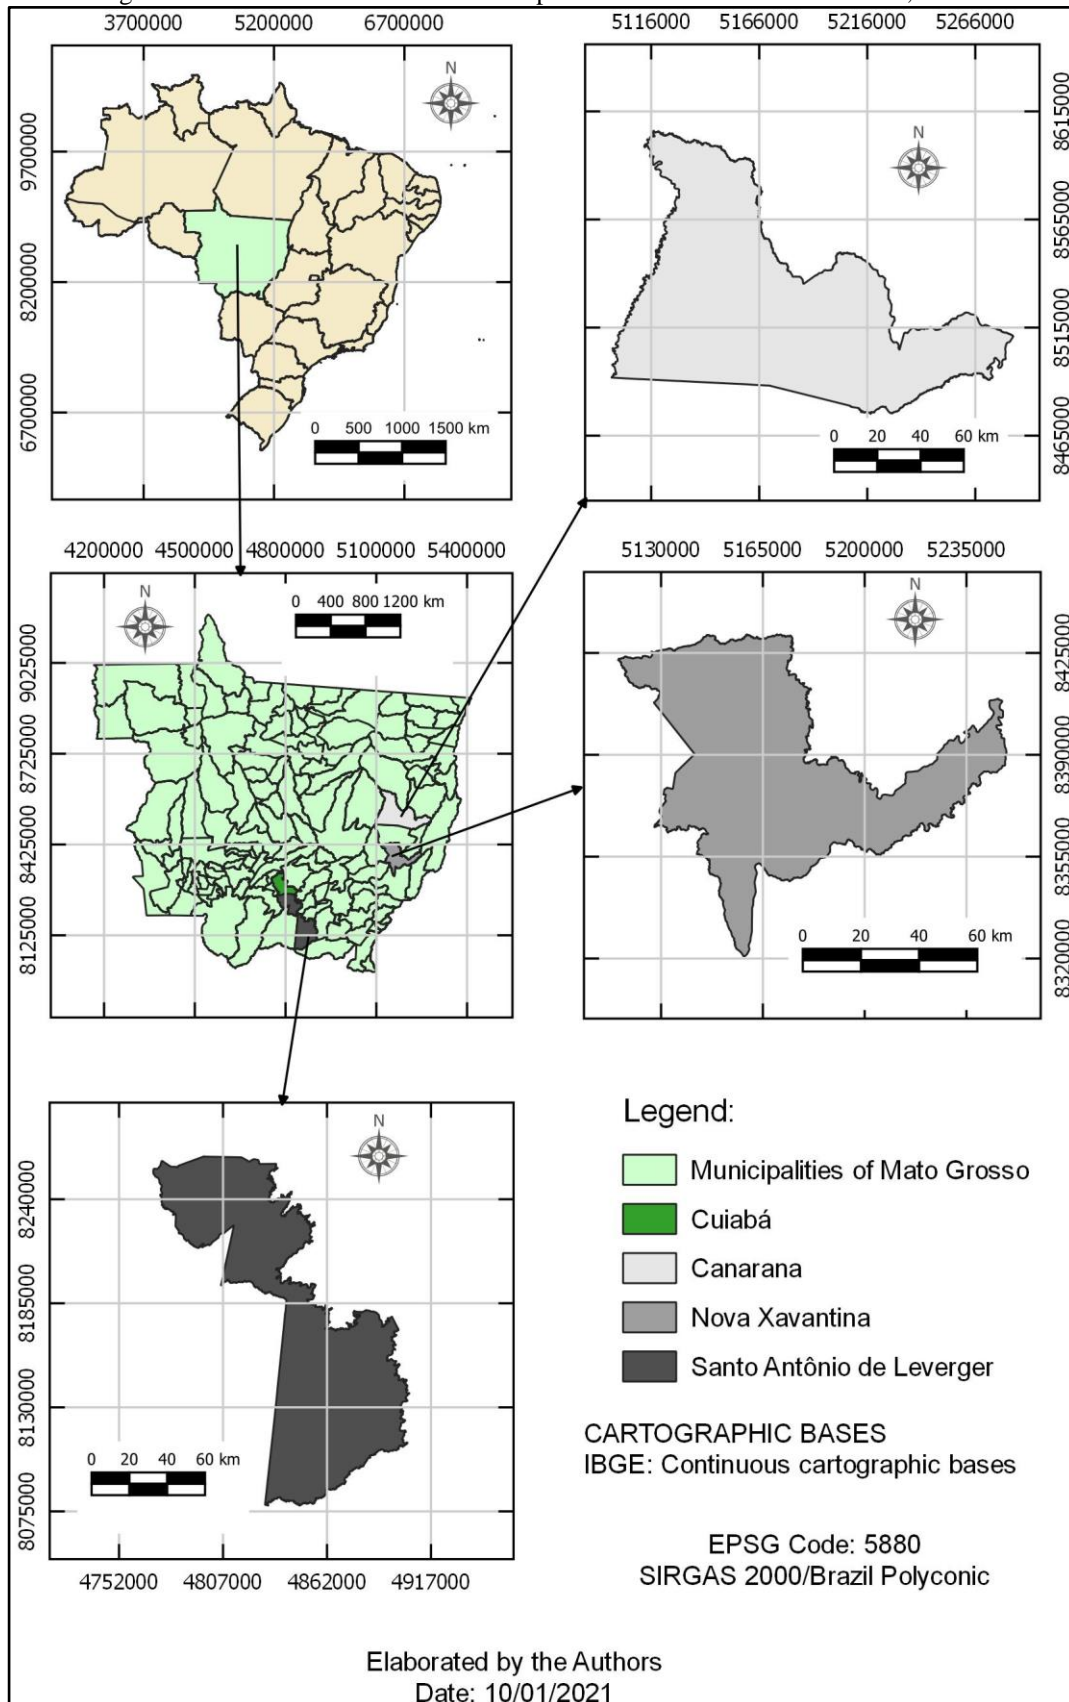 3700000 5200000 6700000
9700000
8200000
6700000
N
0 500 1000 1500 km
5116000 5166000 5216000 5266000
8615000
8565000
8515000
8465000
N
0 20 40 60 km
4200000 4500000 4800000 5100000 5400000
9025000
8725000
8425000
8125000
N
0 400 800 1200 km
5130000 5165000 5200000 5235000
8425000
8390000
8355000
8320000
N
0 20 40 60 km
8240000
8185000
8130000
8075000
N
0 20 40 60 km
4752000 4807000 4862000 4917000
Legend:
Municipalities of Mato Grosso
Cuiabá
Canarana
Nova Xavantina
Santo Antônio de Leverger
CARTOGRAPHIC BASES
IBGE: Continuous cartographic bases
EPSG Code: 5880
SIRGAS 2000/Brazil Polyconic
Elaborated by the Authors
Date: 10/01/2021